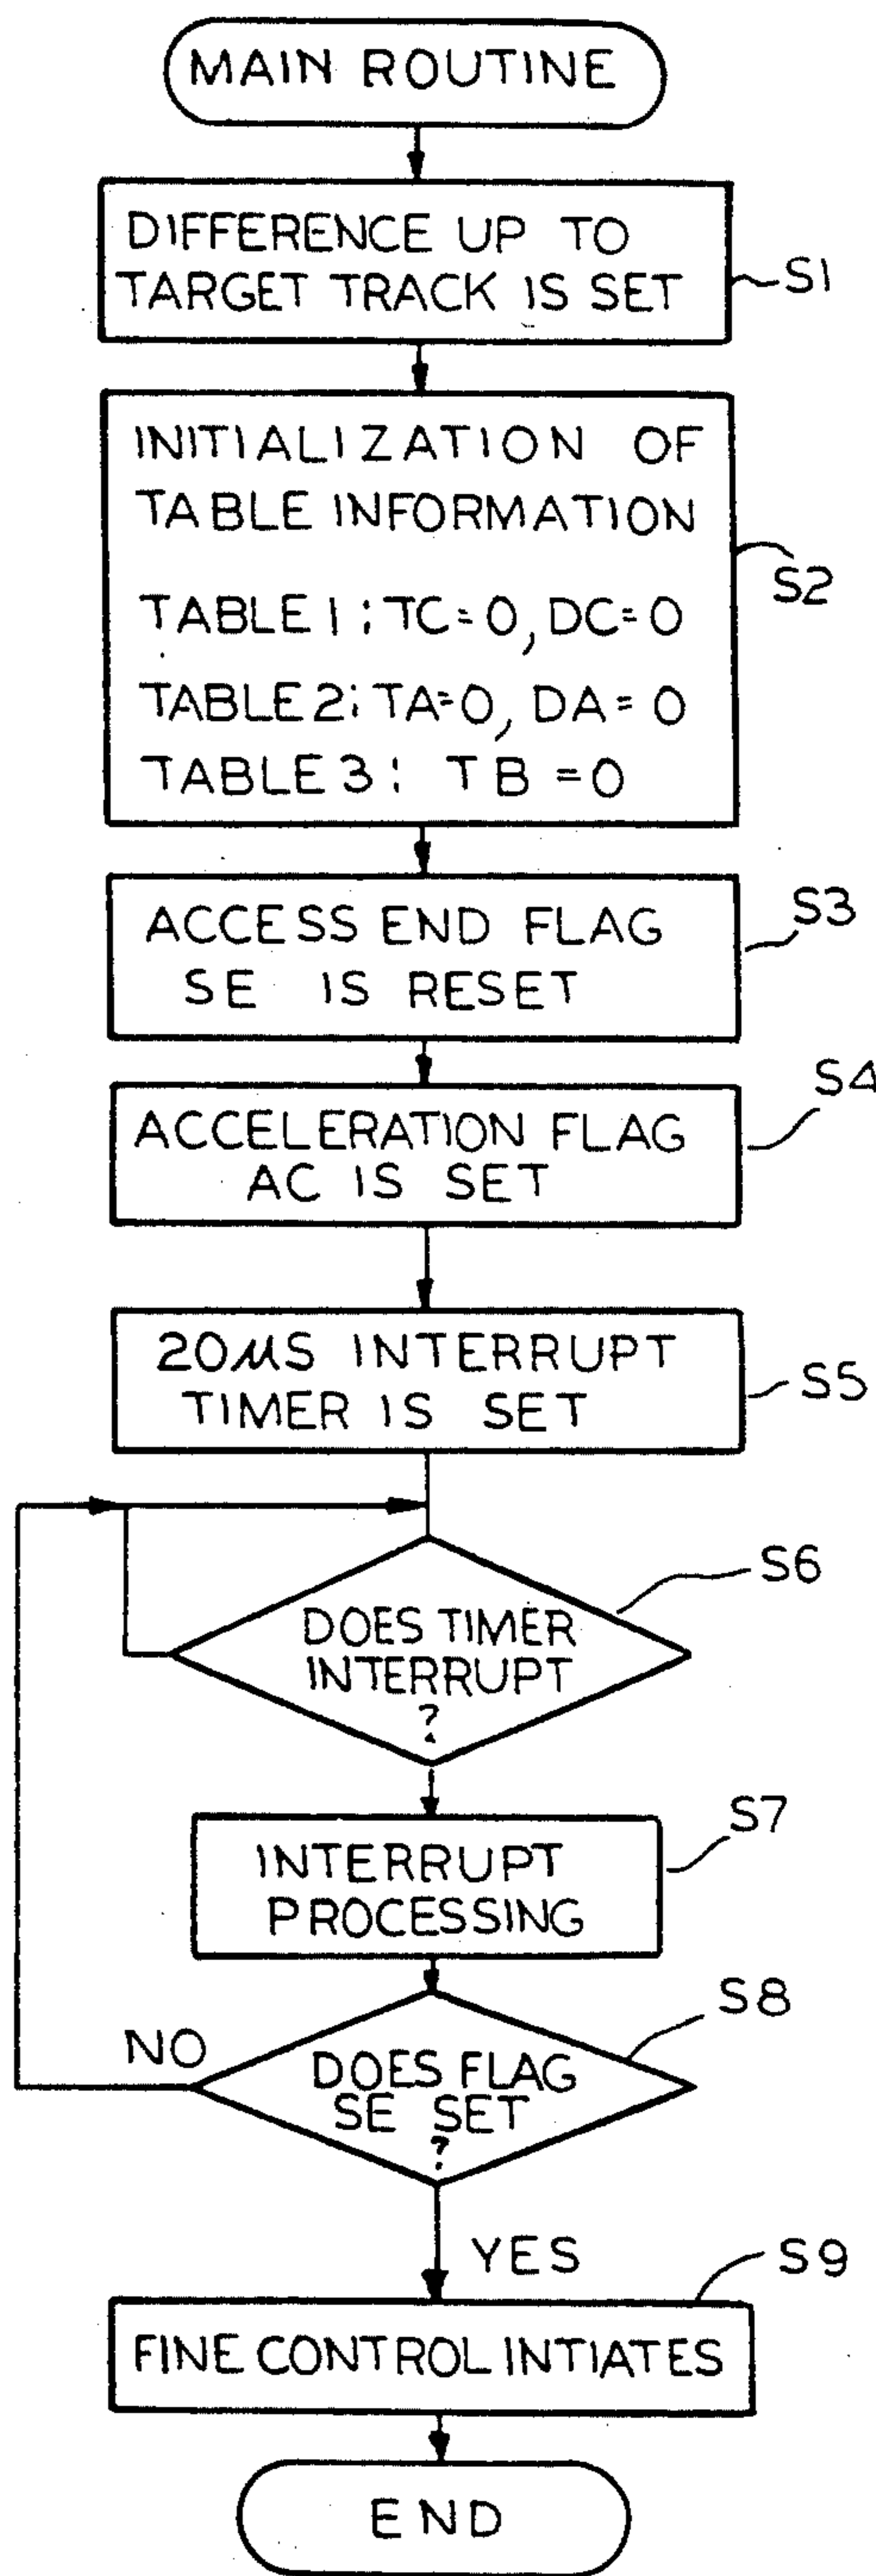 MAIN ROUTINE
DIFFERENCE UP TO
TARGET TRACK IS SET
S1
INITIALIZATION OF
TABLE INFORMATION
TABLE 1 ; TC=0, DC=0
TABLE 2; TA=0, DA=0
TABLE 3: TB=0
S2
ACCESS END FLAG
SE IS RESET
S3
ACCELERATION FLAG
AC IS SET
S4
20μS INTERRUPT
TIMER IS SET
S5
DOES TIMER
INTERRUPT
?
S6
INTERRUPT
PROCESSING
S7
DOES FLAG
SE SET
?
S8
NO
YES
FINE CONTROL INTIATES
S9
END